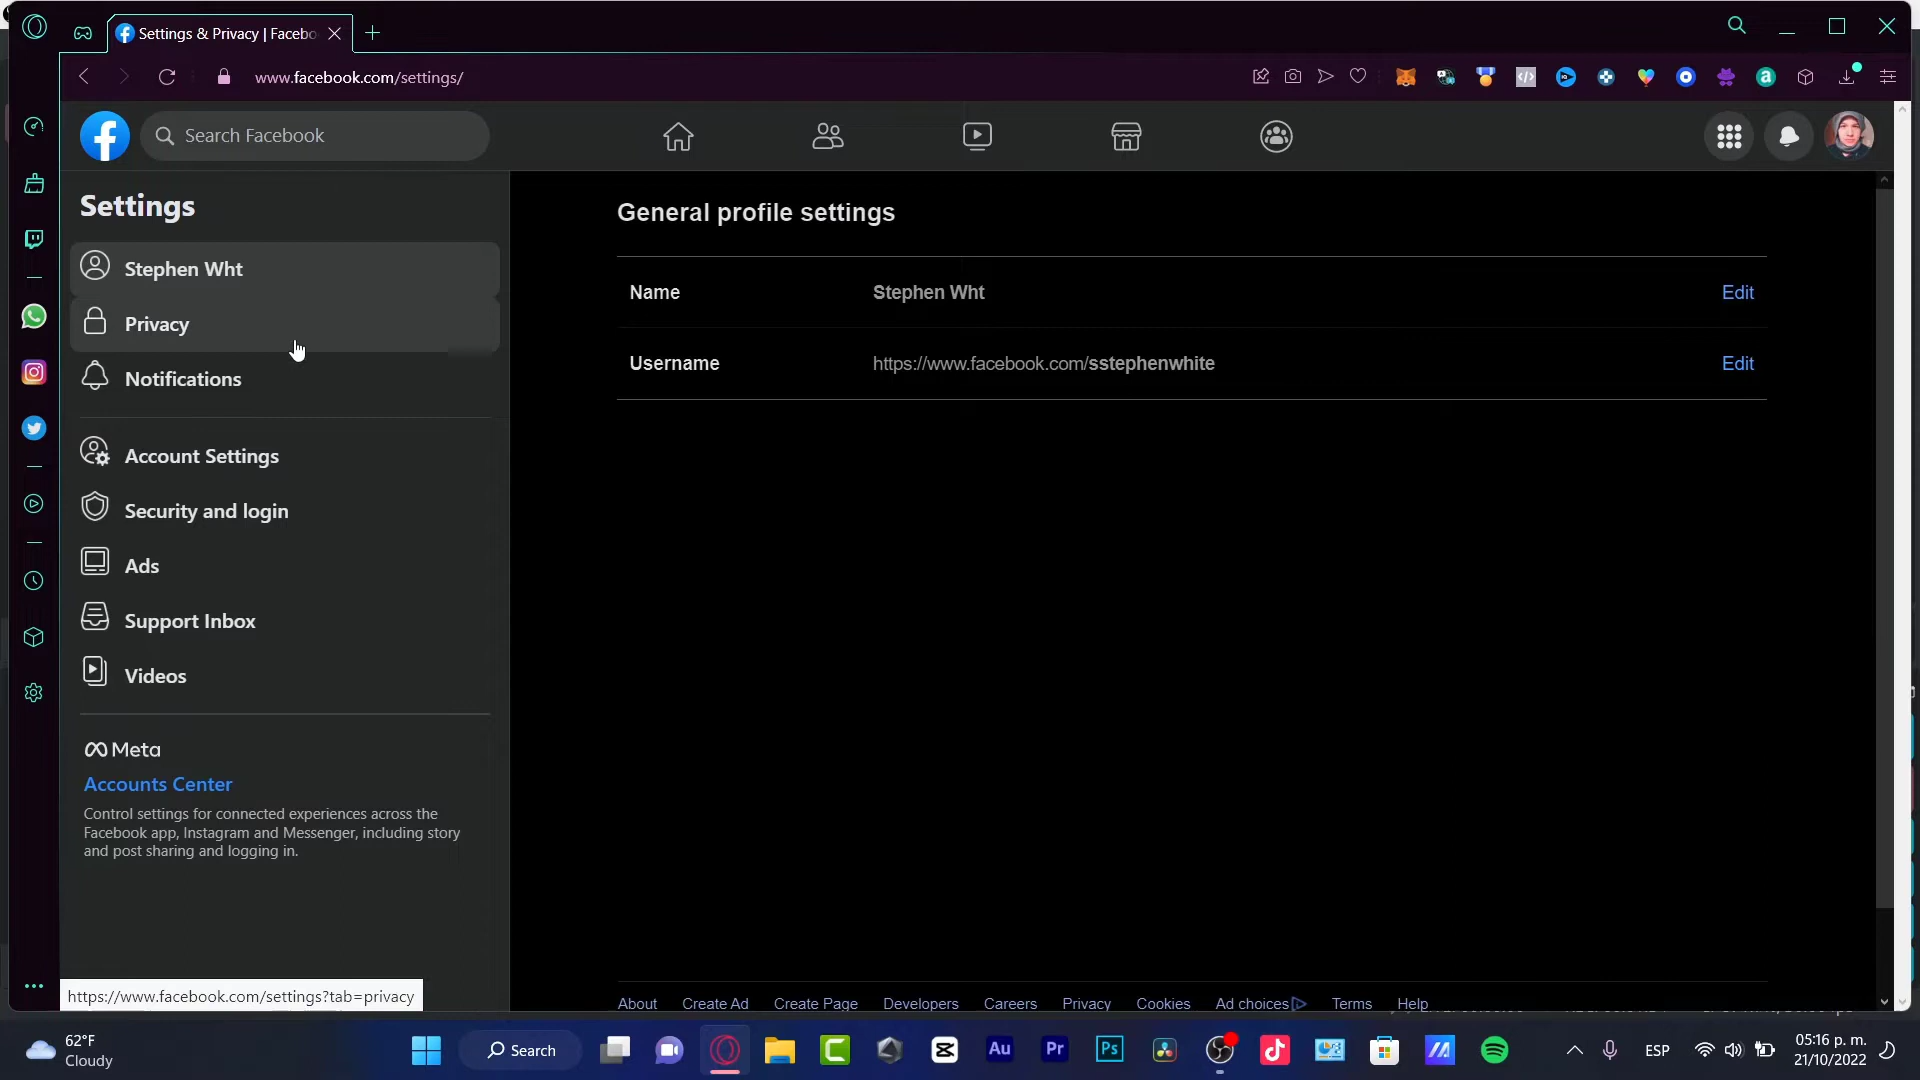 Settings & Privacy | Facebo
www.facebook.com/settings/
Search Facebook
Settings
Stephen Wht
Privacy
Notifications
Account Settings
Security and login
Ads
Support Inbox
Videos
Meta
Accounts Center
Control settings for connected experiences across the
Facebook app, Instagram and Messenger, including story
and post sharing and logging in.
General profile settings
Name Stephen Wht Edit
Username https://www.facebook.com/sstephenwhite Edit
About Create Ad Create Page Developers Careers Privacy Cookies Ad choices Terms Help
https://www.facebook.com/settings?tab=privacy
62°F
Cloudy
Search
Au
Pr
Ps
ESP
05:16 p. m.
21/10/2022